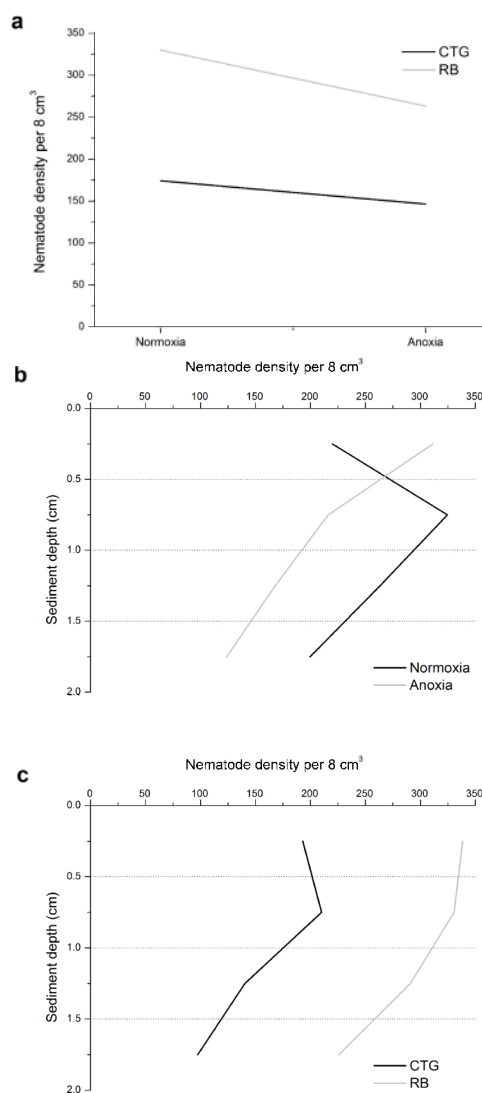 a
350
300
250
200
150
100
50
0
Nematode density per 8 cm³
CTG
RB
Normoxia
Anoxia
b
Nematode density per 8 cm³
0
50
100
150
200
250
300
350
0.0
0.5
1.0
1.5
2.0
Sediment depth (cm)
Normoxia
Anoxia
c
Nematode density per 8 cm³
0
50
100
150
200
250
300
350
0.0
0.5
1.0
1.5
2.0
Sediment depth (cm)
CTG
RB